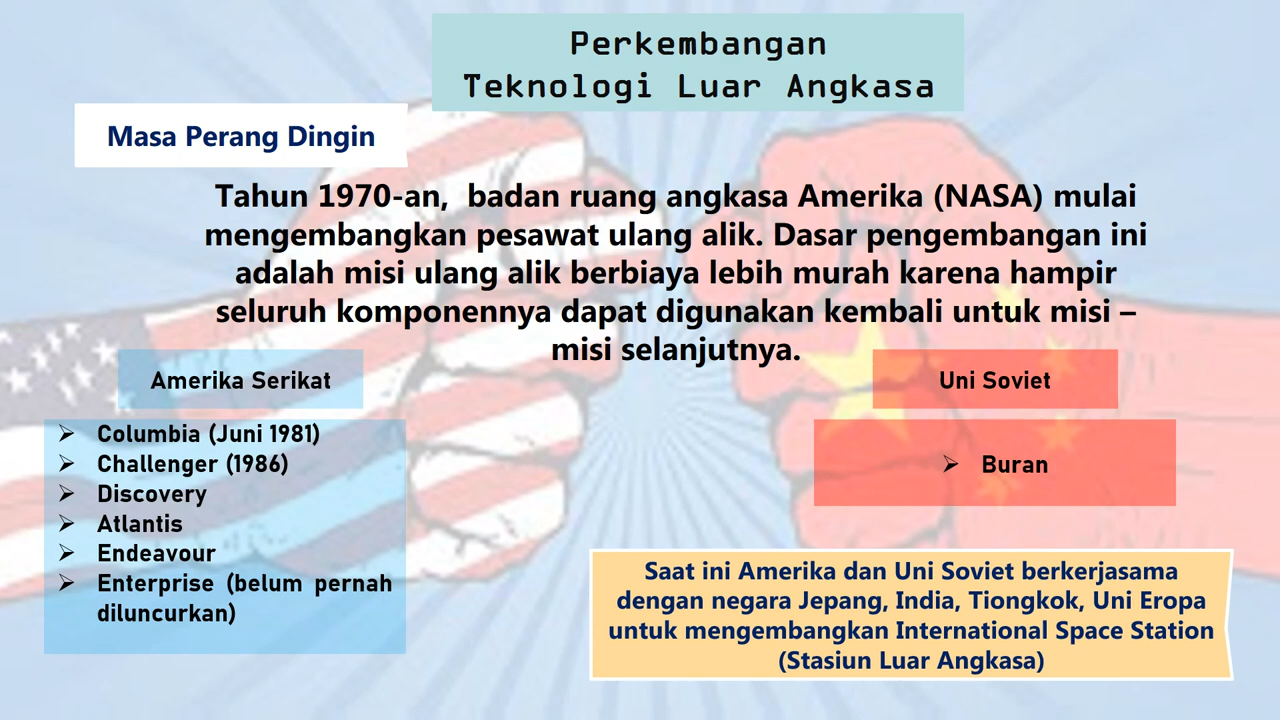 Perkembangan
Teknologi Luar Angkasa
Masa Perang Dingin
Tahun 1970-an, badan ruang angkasa Amerika (NASA) mulai
mengembangkan pesawat ulang alik. Dasar pengembangan ini
adalah misi ulang alik berbiaya lebih murah karena hampir
seluruh komponennya dapat digunakan kembali untuk misi –
misi selanjutnya.
Amerika Serikat
➢ Columbia (Juni 1981)
➢ Challenger (1986)
➢ Discovery
➢ Atlantis
➢ Endeavour
➢ Enterprise (belum pernah
diluncurkan)
Uni Soviet
➢ Buran
Saat ini Amerika dan Uni Soviet berkerjasama
dengan negara Jepang, India, Tiongkok, Uni Eropa
untuk mengembangkan International Space Station
(Stasiun Luar Angkasa)